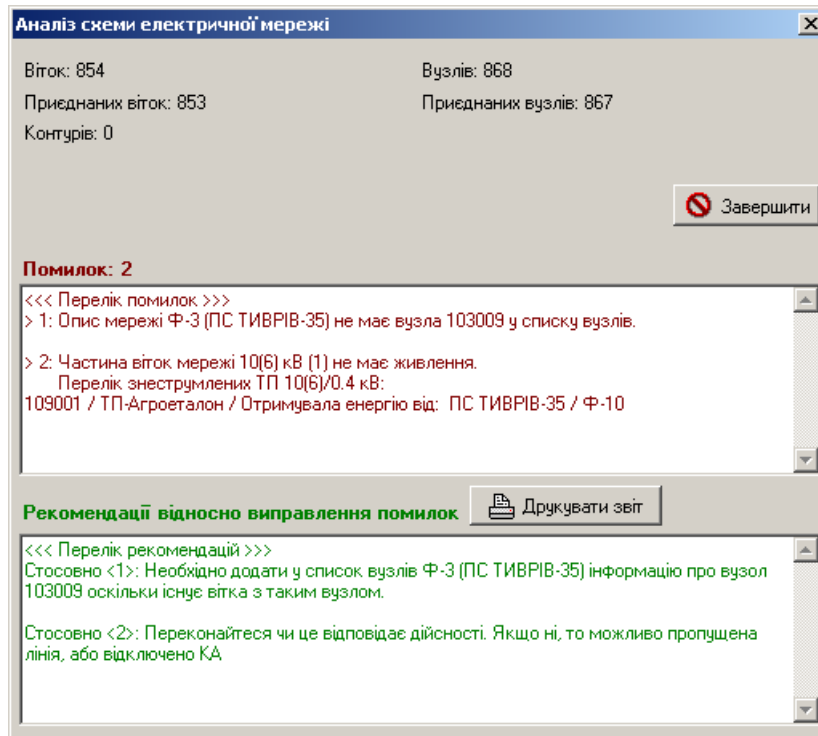 Аналіз схеми електричної мережі
Віток: 854
Вузлів: 868
Приєднаних віток: 853
Приєднаних вузлів: 867
Контурів: 0
Завершити
Помилок: 2
<<< Перелік помилок >>>
> 1: Опис мережі Ф-3 (ПС ТИВРІВ-35) не має вузла 103009 у списку вузлів.
> 2: Частина віток мережі 10(6) кВ (1) не має живлення.
Перелік знеструмлених ТП 10(6)/0.4 кВ:
109001 / ТП-Агроеталон / Отримувала енергію від: ПС ТИВРІВ-35 / Ф-10
Рекомендації відносно виправлення помилок
Друкувати звіт
<<< Перелік рекомендацій >>>
Стосовно <1>: Необхідно додати у список вузлів Ф-3 (ПС ТИВРІВ-35) інформацію про вузол
103009 оскільки існує вітка з таким вузлом.
Стосовно <2>: Переконайтеся чи це відповідає дійсності. Якщо ні, то можливо пропущена
лінія, або відключено КА